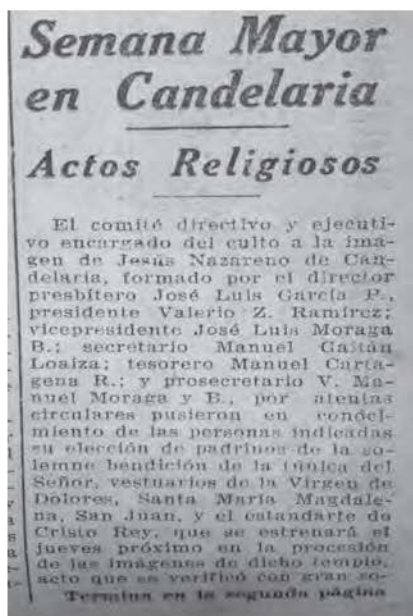 Semana Mayor
en Candelaria
Actos Religiosos
El comité directivo y ejecuti-
vo encargado del culto a la ima-
gen de Jesús Nazareno de Can-
delaria, formado por el director
presbítero José Luis García P.,
presidente Valerio Z. Ramírez;
vicepresidente José Luis Moraga
B.; secretario Manuel Gaitán
Loaiza; tesorero Manuel Carta-
gena R.; y prosecretario V. Ma-
nuel Moraga y B., por atentas
circulares pusieron en conoci-
miento de las personas indicadas
su elección de padrinos de la so-
lemne bendición de la túnica del
Señor, vestuarios de la Virgen de
Dolores, Santa María Magdale-
na, San Juan, y el estandarte de
Cristo Rey, que se estrenará el
jueves próximo en la procesión
de las imágenes de dicho templo,
acto que se verificó con gran so-
Termina en la segunda página